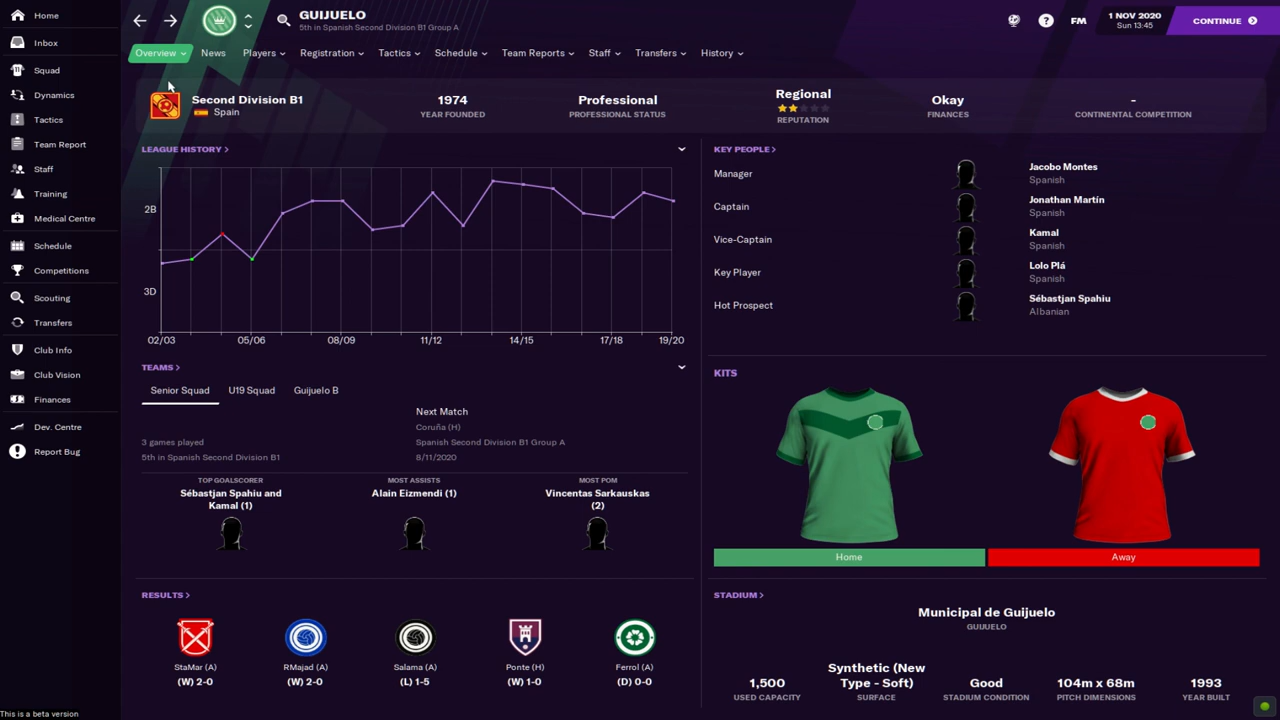 Home
Inbox
Squad
Dynamics
Tactics
Team Report
Staff
Training
Medical Centre
Schedule
Competitions
Scouting
Transfers
Club Info
Club Vision
Finances
Dev. Centre
Report Bug
This is a beta version
GUIJUELO
5th in Spanish Second Division B1 Group A
?
FM
1 NOV 2020
Sun 13:45
CONTINUE
Overview
News
Players
Registration
Tactics
Schedule
Team Reports
Staff
Transfers
History
Second Division B1
Spain
1974
YEAR FOUNDED
Professional
PROFESSIONAL STATUS
Regional
REPUTATION
Okay
FINANCES
-
CONTINENTAL COMPETITION
LEAGUE HISTORY
2B
3D
02/03 05/06 08/09 11/12 14/15 17/18 19/20
TEAMS
Senior Squad U19 Squad Guijuelo B
3 games played
5th in Spanish Second Division B1
Next Match
Coruña (H)
Spanish Second Division B1 Group A
8/11/2020
TOP GOALSCORER
Sébastjan Spahiu and
Kamal (1)
MOST ASSISTS
Alain Eizmendi (1)
MOST POM
Vincentas Sarkauskas
(2)
RESULTS
StaMar (A)
(W) 2-0
RMajad (A)
(W) 2-0
Salama (A)
(L) 1-5
Ponte (H)
(W) 1-0
Ferrol (A)
(D) 0-0
KEY PEOPLE
Manager
Jacobo Montes
Spanish
Captain
Jonathan Martín
Spanish
Vice-Captain
Kamal
Spanish
Key Player
Lolo Plá
Spanish
Hot Prospect
Sébastjan Spahiu
Albanian
KITS
Home
Away
STADIUM
Municipal de Guijuelo
GUIJUELO
1,500
USED CAPACITY
Synthetic (New
Type - Soft)
SURFACE
Good
STADIUM CONDITION
104m x 68m
PITCH DIMENSIONS
1993
YEAR BUILT